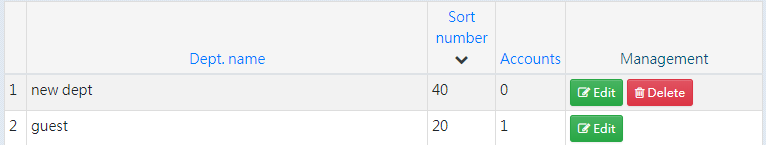 Sort
number
Dept. name
Accounts
Management
1 new dept 40 0 Edit Delete
2 guest 20 1 Edit